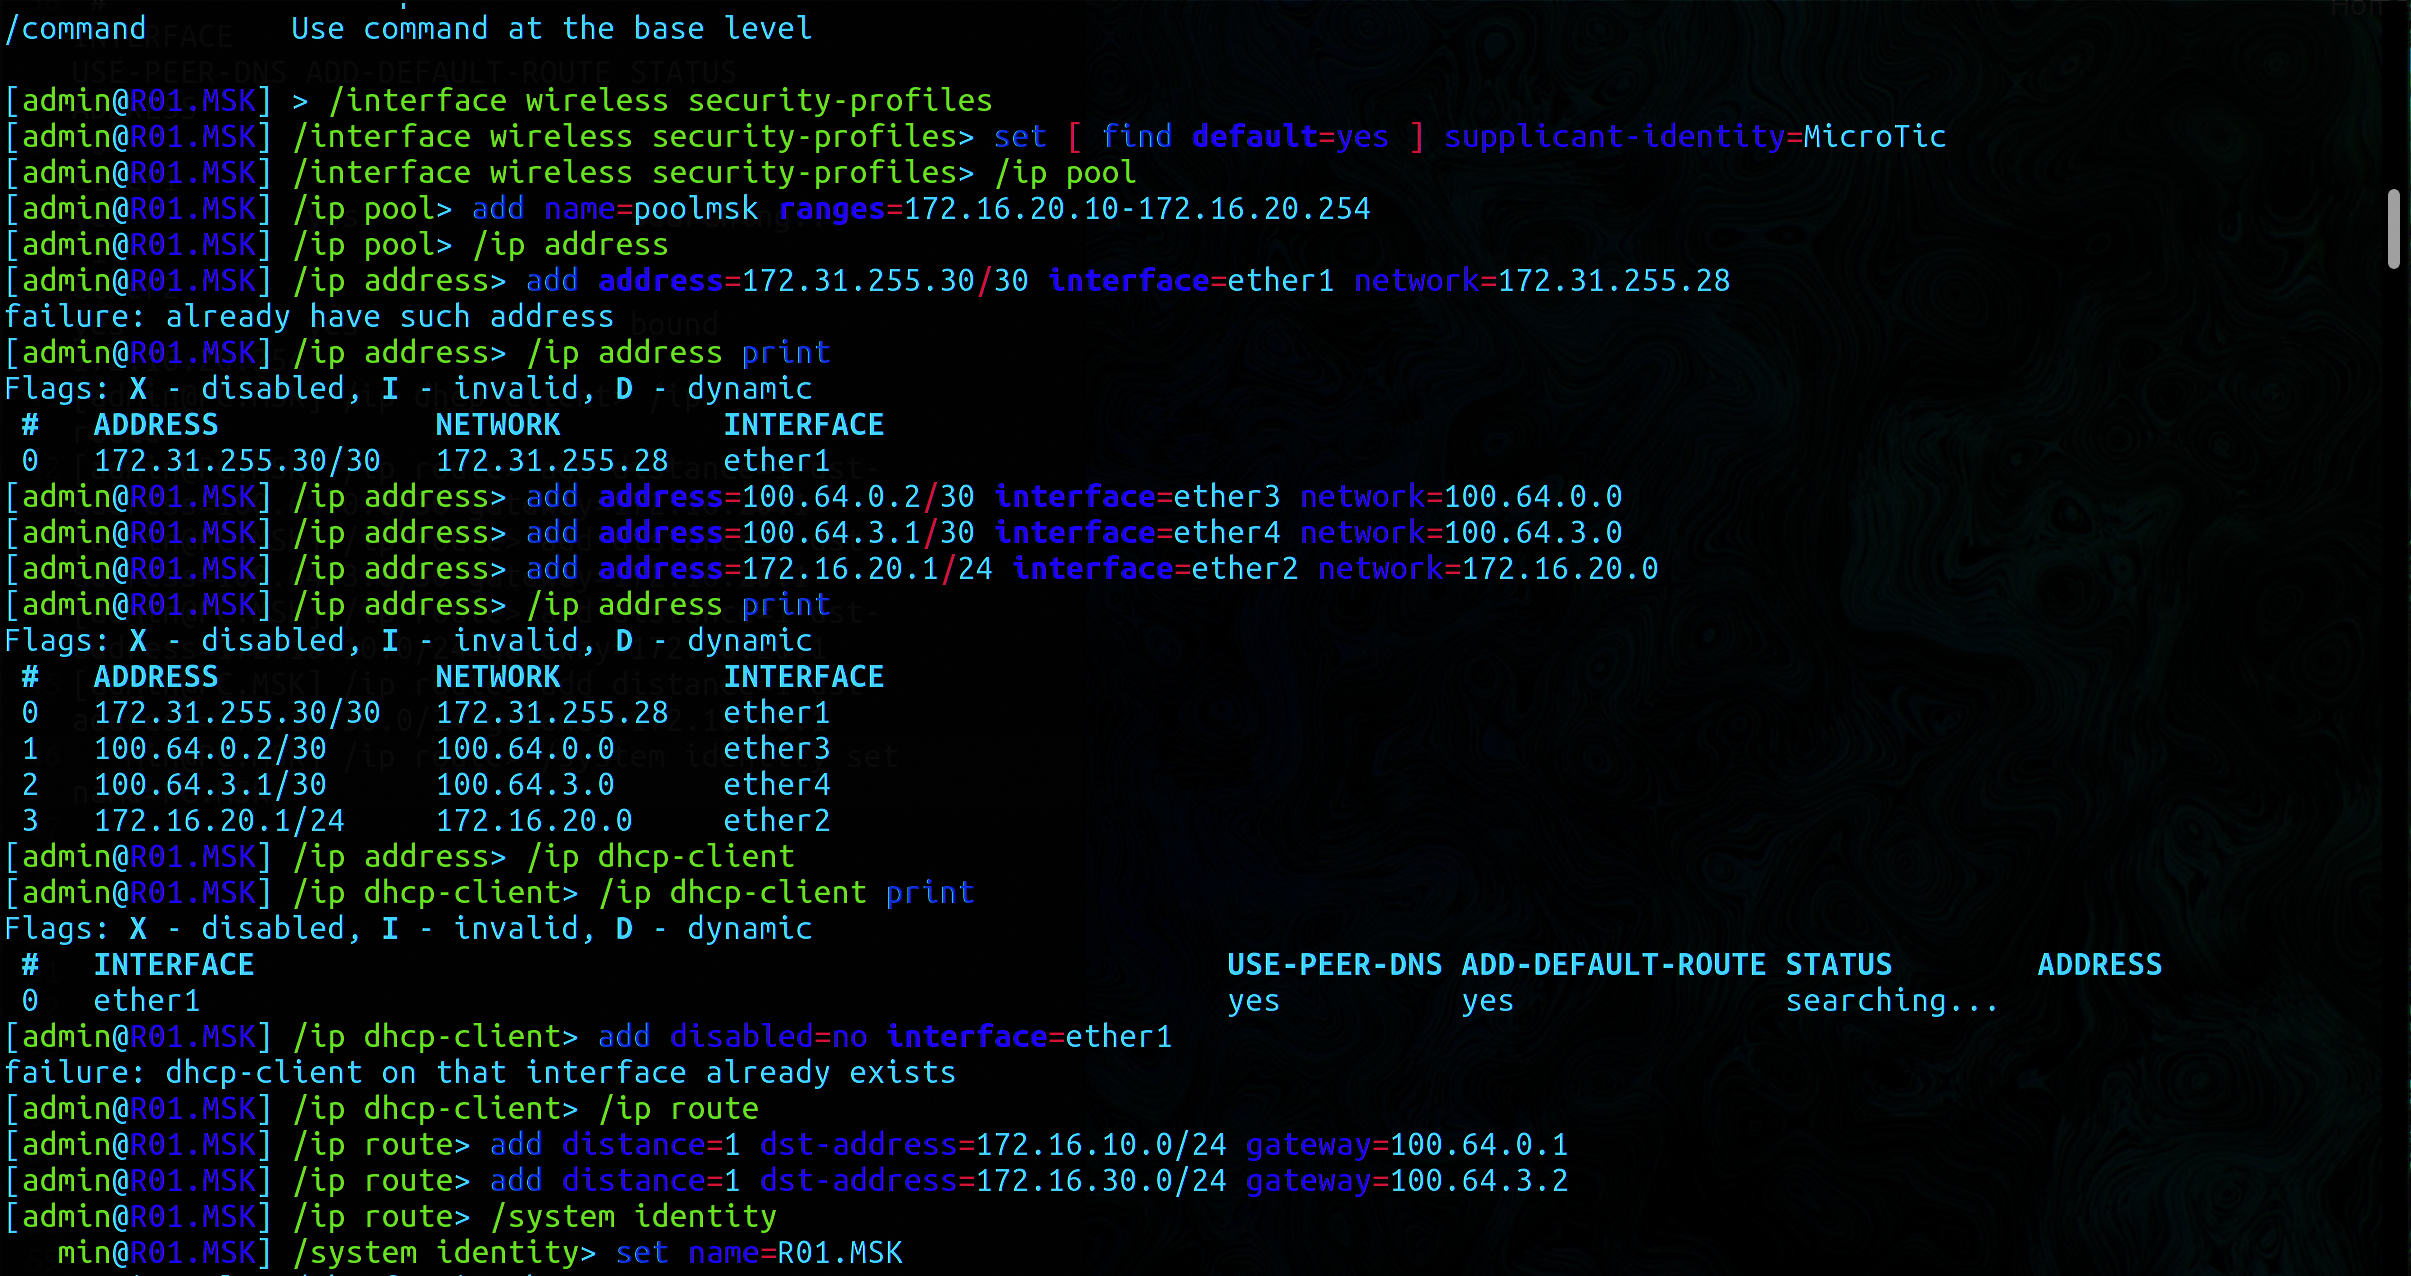 /command        Use command at the base level
[admin@R01.MSK] > /interface wireless security-profiles
[admin@R01.MSK] /interface wireless security-profiles> set [ find default=yes ] supplicant-identity=MicroTic
[admin@R01.MSK] /interface wireless security-profiles> /ip pool
[admin@R01.MSK] /ip pool> add name=poolmsk ranges=172.16.20.10-172.16.20.254
[admin@R01.MSK] /ip pool> /ip address
[admin@R01.MSK] /ip address> add address=172.31.255.30/30 interface=ether1 network=172.31.255.28
failure: already have such address
[admin@R01.MSK] /ip address> /ip address print
Flags: X - disabled, I - invalid, D - dynamic
 #   ADDRESS            NETWORK         INTERFACE
 0   172.31.255.30/30   172.31.255.28   ether1
[admin@R01.MSK] /ip address> add address=100.64.0.2/30 interface=ether3 network=100.64.0.0
[admin@R01.MSK] /ip address> add address=100.64.3.1/30 interface=ether4 network=100.64.3.0
[admin@R01.MSK] /ip address> add address=172.16.20.1/24 interface=ether2 network=172.16.20.0
[admin@R01.MSK] /ip address> /ip address print
Flags: X - disabled, I - invalid, D - dynamic
 #   ADDRESS            NETWORK         INTERFACE
 0   172.31.255.30/30   172.31.255.28   ether1
 1   100.64.0.2/30      100.64.0.0      ether3
 2   100.64.3.1/30      100.64.3.0      ether4
 3   172.16.20.1/24     172.16.20.0     ether2
[admin@R01.MSK] /ip address> /ip dhcp-client
[admin@R01.MSK] /ip dhcp-client> /ip dhcp-client print
Flags: X - disabled, I - invalid, D - dynamic
 #   INTERFACE   USE-PEER-DNS ADD-DEFAULT-ROUTE STATUS        ADDRESS
 0   ether1      yes          yes               searching...
[admin@R01.MSK] /ip dhcp-client> add disabled=no interface=ether1
failure: dhcp-client on that interface already exists
[admin@R01.MSK] /ip dhcp-client> /ip route
[admin@R01.MSK] /ip route> add distance=1 dst-address=172.16.10.0/24 gateway=100.64.0.1
[admin@R01.MSK] /ip route> add distance=1 dst-address=172.16.30.0/24 gateway=100.64.3.2
[admin@R01.MSK] /ip route> /system identity
min@R01.MSK] /system identity> set name=R01.MSK